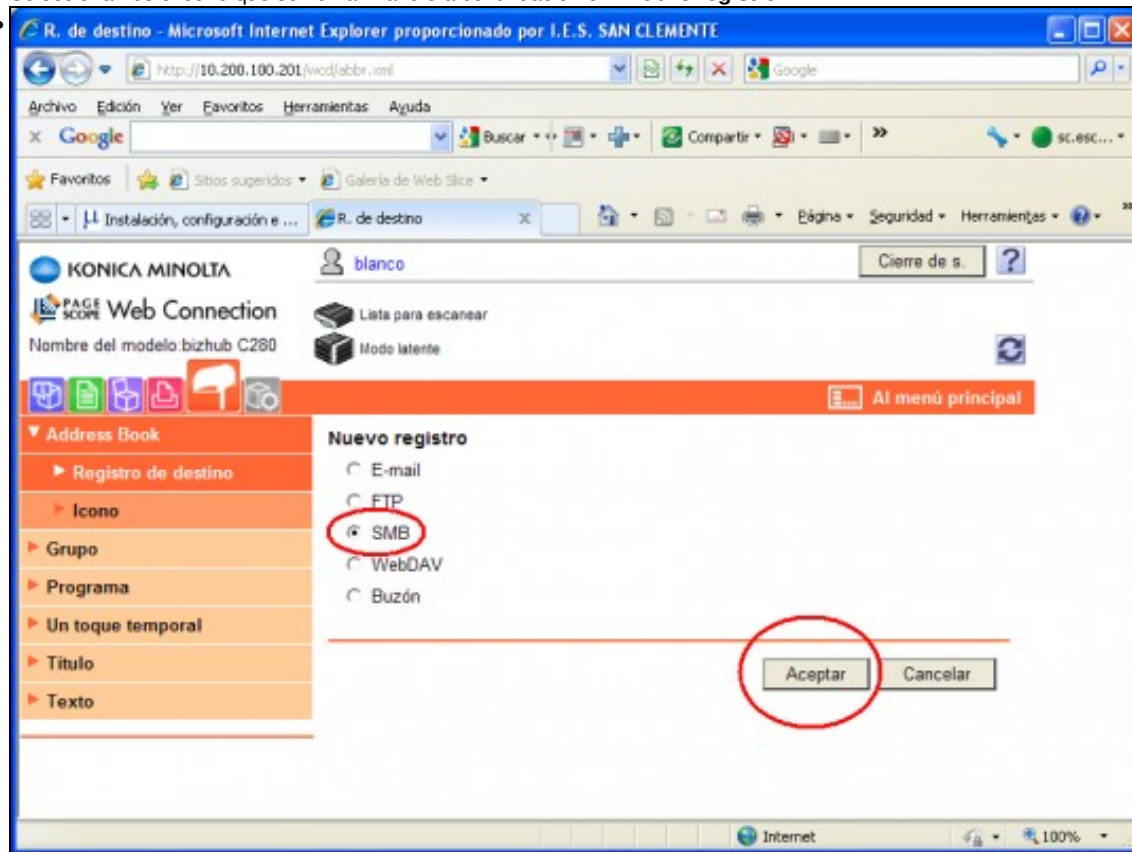 R. de destino - Microsoft Internet Explorer proporcionado por I.E.S. SAN CLEMENTE
http://10.200.100.201/wcd/abbr.xml
Google
Archivo Edición Ver Favoritos Herramientas Ayuda
x Google Buscar Compartir » sc.esc...
Favoritos Sitios sugeridos Galería de Web Slice
Instalación, configuración e ... R. de destino x Página Seguridad Herramientas »
KONICA MINOLTA
blanco
Cierre de s. ?
PAGE SCOPE Web Connection
Lista para escanear
Nombre del modelo:bizhub C280
Modo latente
Al menú principal
Address Book
Registro de destino
Icono
Grupo
Programa
Un toque temporal
Título
Texto
Nuevo registro
E-mail
FTP
SMB
WebDAV
Buzón
Aceptar Cancelar
Internet 100%